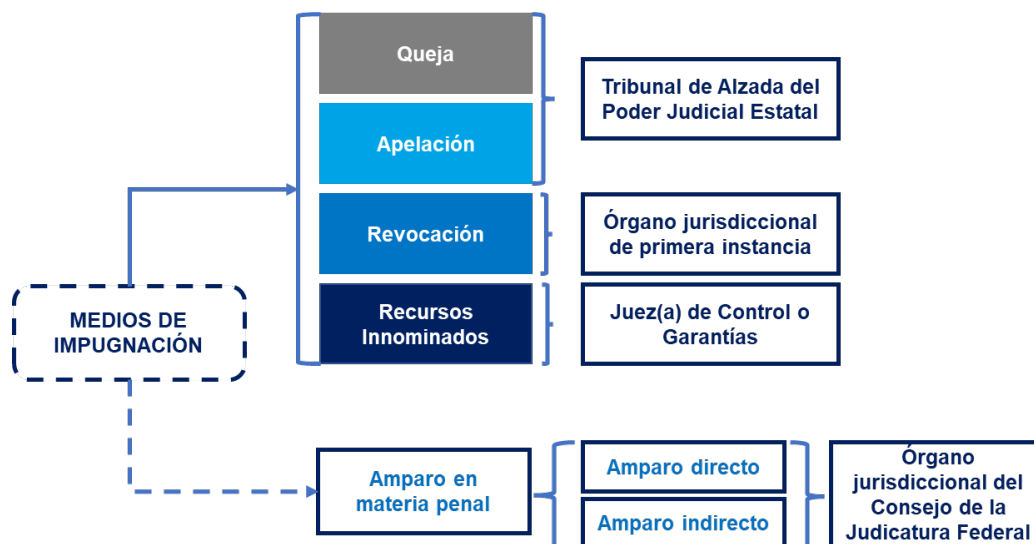 Queja
Apelación
Tribunal de Alzada del
Poder Judicial Estatal
Revocación
Órgano jurisdiccional
de primera instancia
Recursos
Innominados
Juez(a) de Control o
Garantías
MEDIOS DE
IMPUGNACIÓN
Amparo en
materia penal
Amparo directo
Amparo indirecto
Órgano
jurisdiccional del
Consejo de la
Judicatura Federal